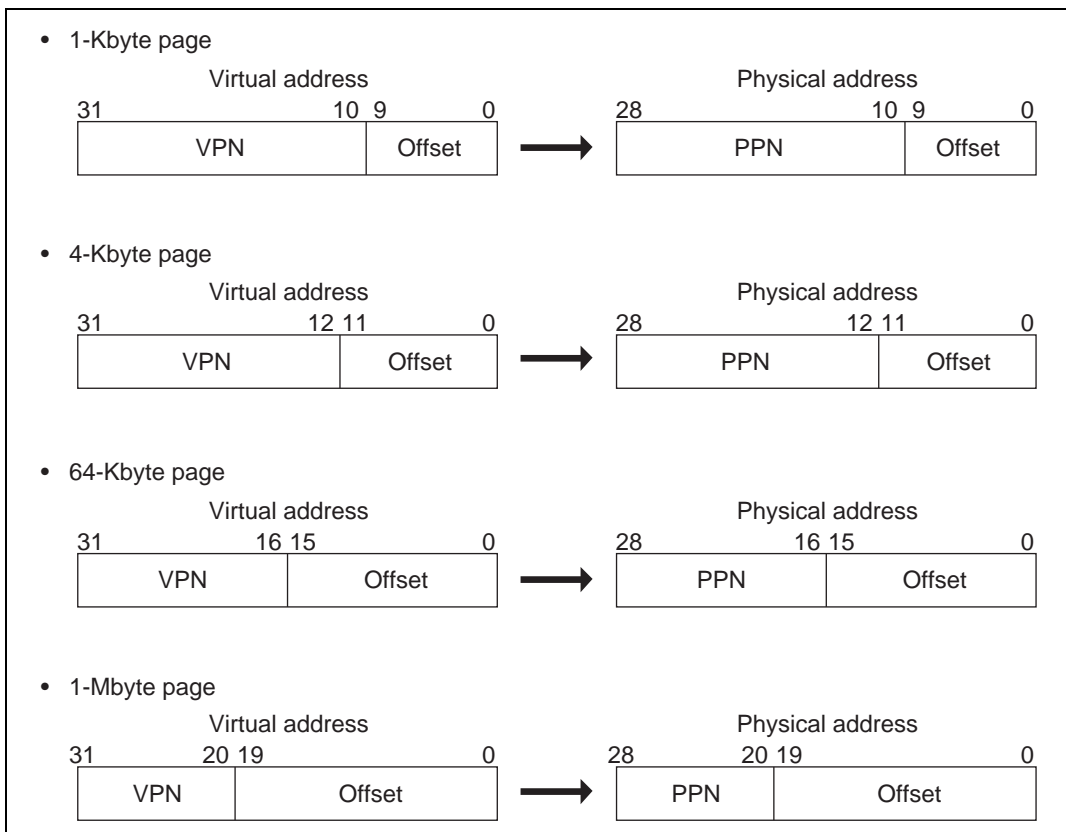 • 1-Kbyte page
Virtual address Physical address
31 10 9 0 28 10 9 0
VPN Offset PPN Offset
• 4-Kbyte page
Virtual address Physical address
31 12 11 0 28 12 11 0
VPN Offset PPN Offset
• 64-Kbyte page
Virtual address Physical address
31 16 15 0 28 16 15 0
VPN Offset PPN Offset
• 1-Mbyte page
Virtual address Physical address
31 20 19 0 28 20 19 0
VPN Offset PPN Offset